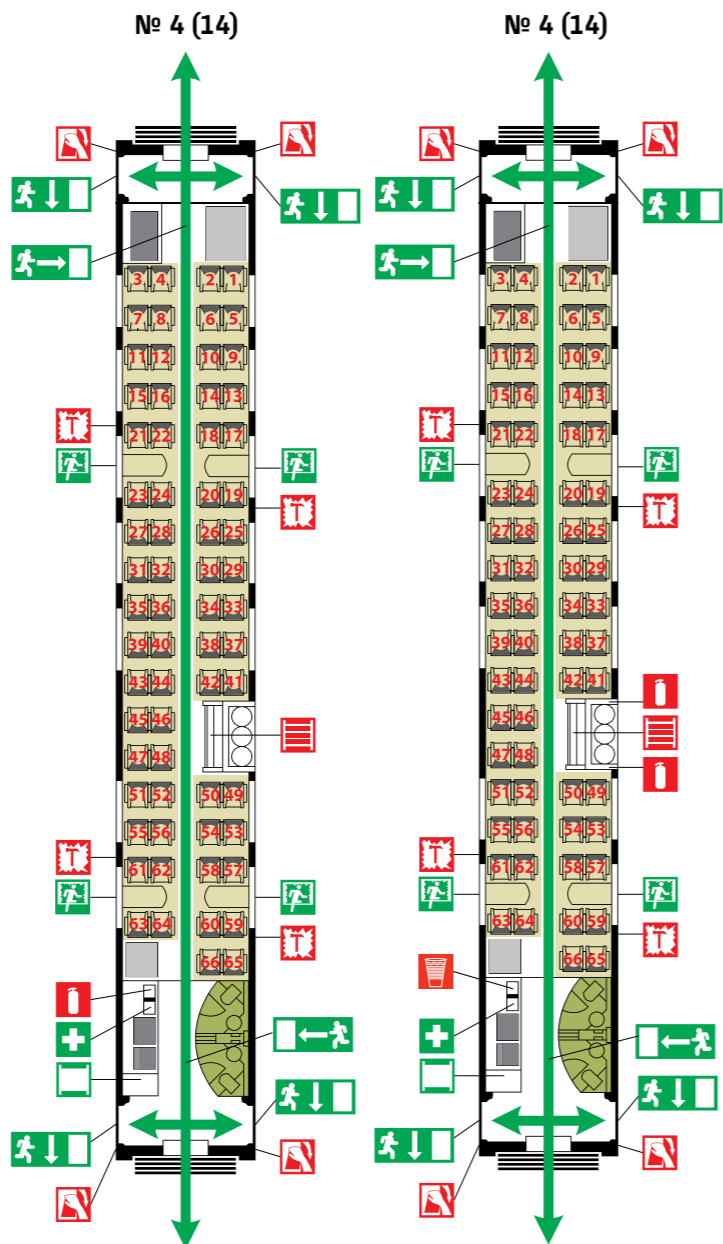 № 4 (14) № 4 (14)
3 4 2 1 3 4 2 1
7 8 6 5 7 8 6 5
11 12 10 9 11 12 10 9
15 16 14 13 15 16 14 13
T T
21 22 18 17 21 22 18 17
23 24 20 19 23 24 20 19
T T
27 28 26 25 27 28 26 25
31 32 30 29 31 32 30 29
35 36 34 33 35 36 34 33
39 40 38 37 39 40 38 37
43 44 42 41 43 44 42 41
45 46 45 46
47 48 47 48
51 52 50 49 51 52 50 49
55 56 54 53 55 56 54 53
T T
61 62 58 57 61 62 58 57
63 64 60 59 63 64 60 59
T T
66 65 66 65